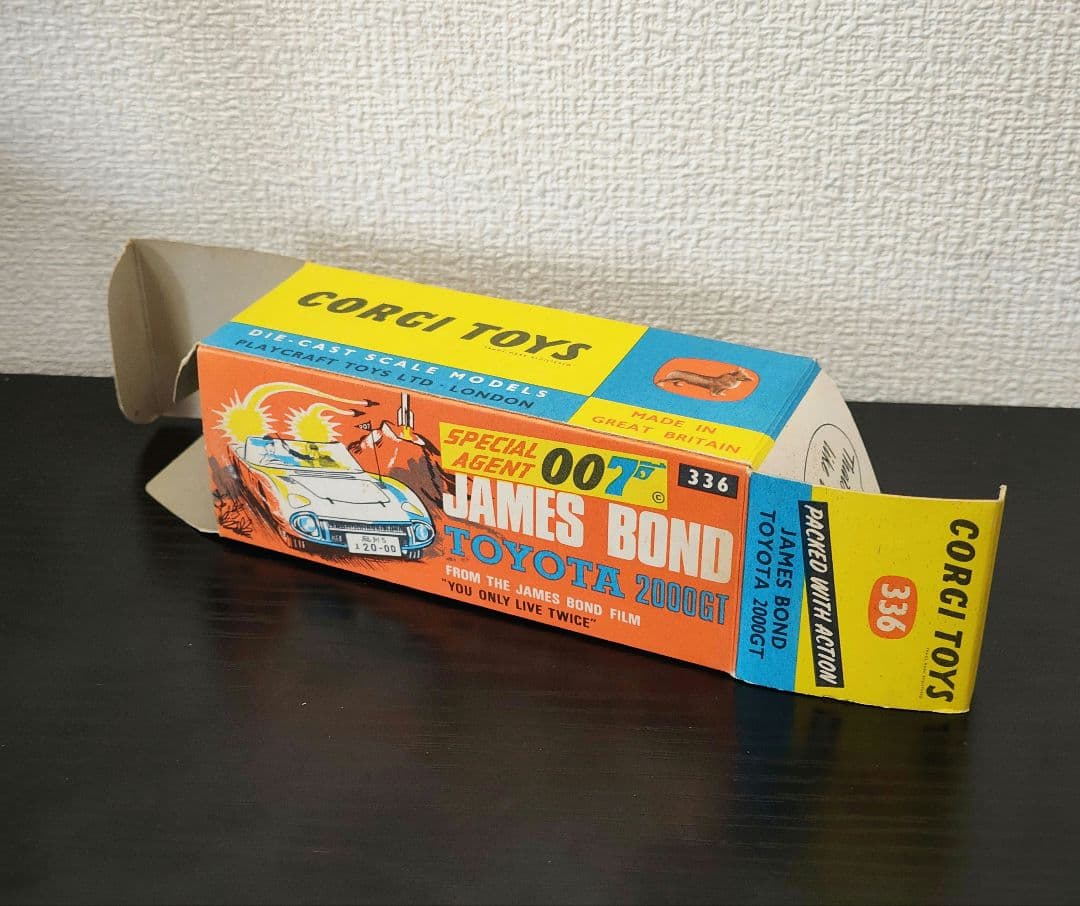 CORGI TOYS
DIE-CAST SCALE MODELS
PLAYCRAFT TOYS LTD · LONDON
MADE IN
GREAT BRITAIN
SPECIAL
AGENT 007
©
336
JAMES BOND
TOYOTA 2000GT
FROM THE JAMES BOND FILM
"YOU ONLY LIVE TWICE"
20-00
CORGI TOYS
336
PACKED WITH ACTION
JAMES BOND
TOYOTA 2000GT